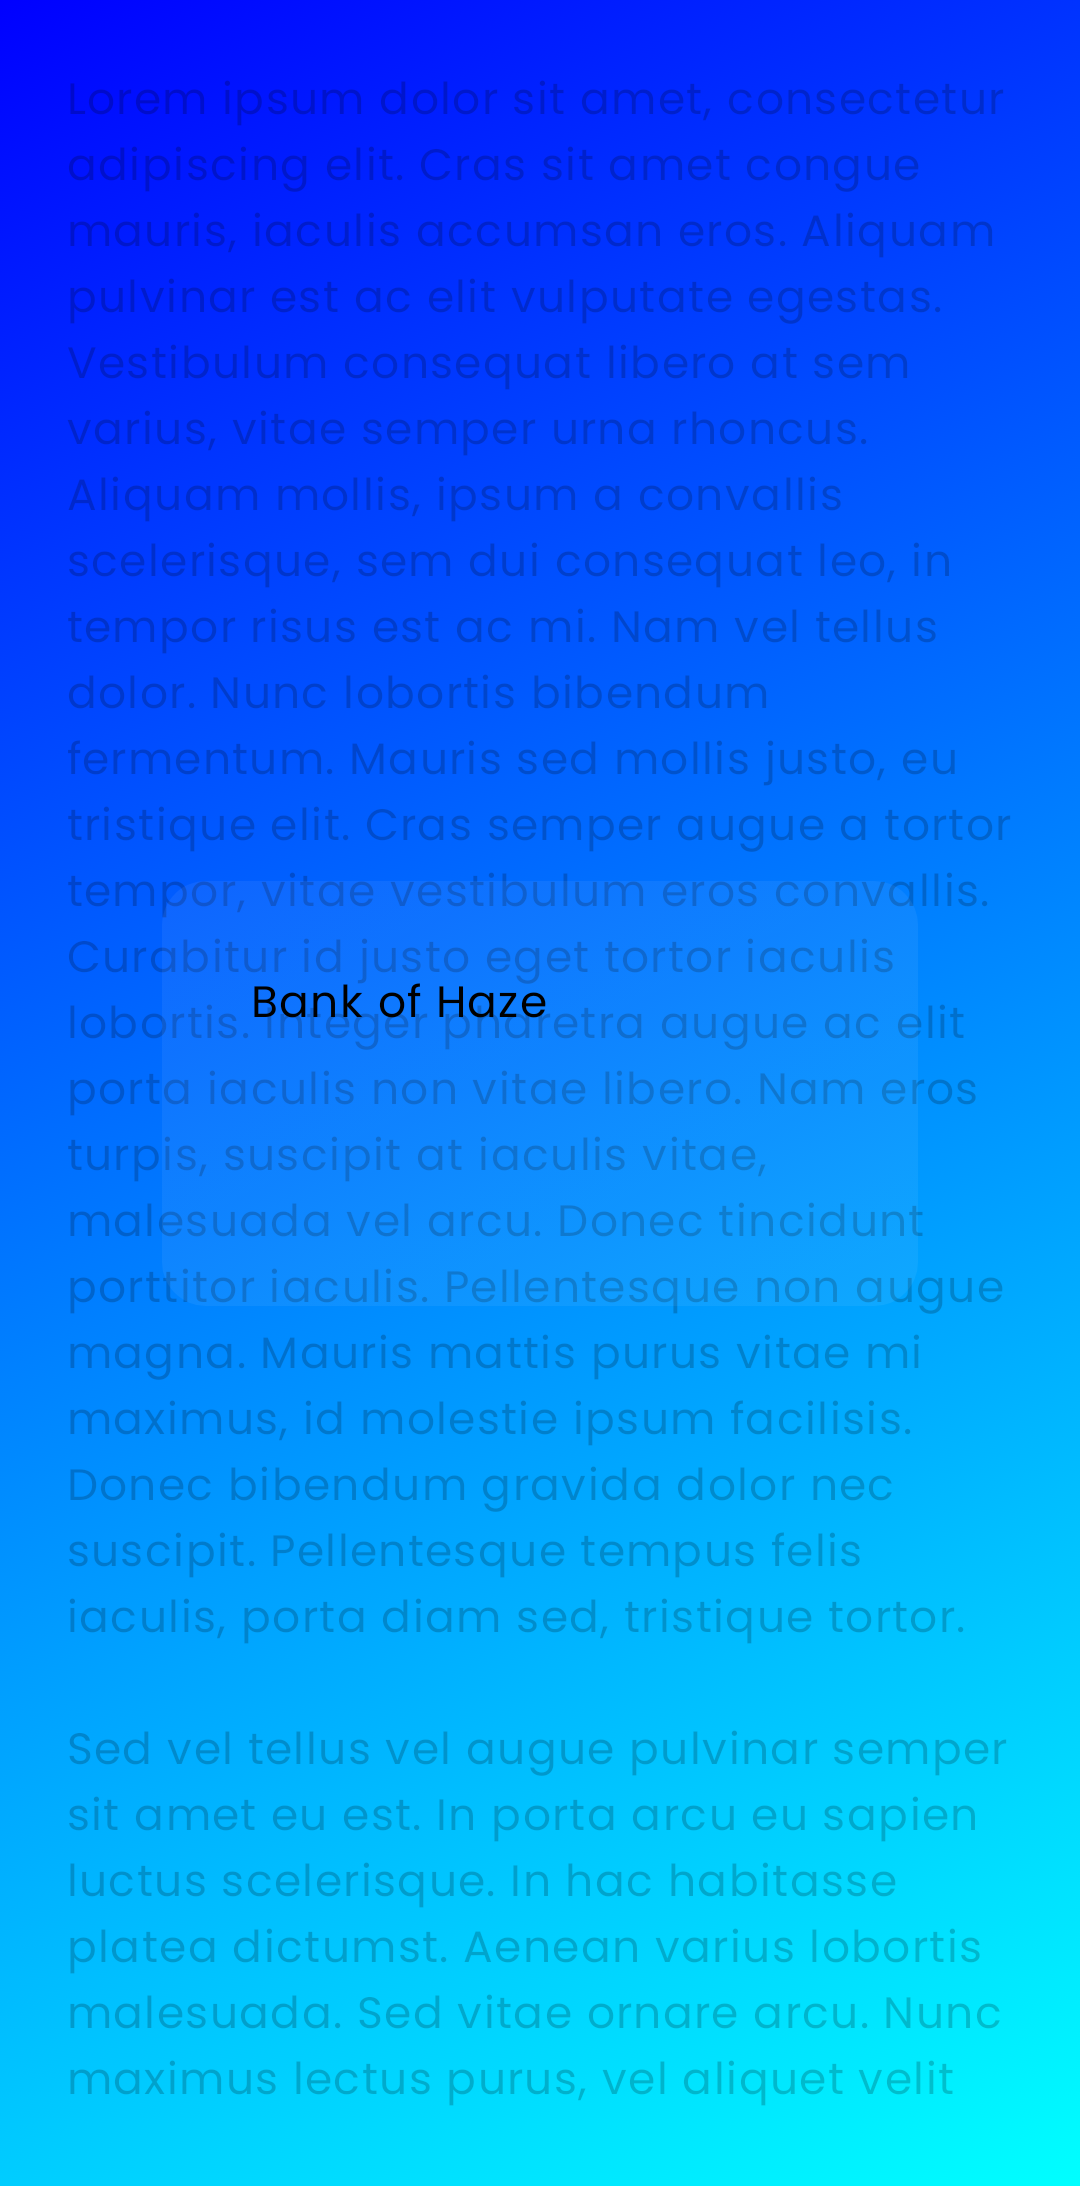 Lorem ipsum dolor sit amet, consectetur
adipiscing elit. Cras sit amet congue
mauris, iaculis accumsan eros. Aliquam
pulvinar est ac elit vulputate egestas.
Vestibulum consequat libero at sem
varius, vitae semper urna rhoncus.
Aliquam mollis, ipsum a convallis
scelerisque, sem dui consequat leo, in
tempor risus est ac mi. Nam vel tellus
dolor. Nunc lobortis bibendum
fermentum. Mauris sed mollis justo, eu
tristique elit. Cras semper augue a tortor
tempor, vitae vestibulum eros convallis.
Curabitur id justo eget tortor iaculis
Bank of Haze
lobortis. Integer pharetra augue ac elit
porta iaculis non vitae libero. Nam eros
turpis, suscipit at iaculis vitae,
malesuada vel arcu. Donec tincidunt
porttitor iaculis. Pellentesque non augue
magna. Mauris mattis purus vitae mi
maximus, id molestie ipsum facilisis.
Donec bibendum gravida dolor nec
suscipit. Pellentesque tempus felis
iaculis, porta diam sed, tristique tortor.
Sed vel tellus vel augue pulvinar semper
sit amet eu est. In porta arcu eu sapien
luctus scelerisque. In hac habitasse
platea dictumst. Aenean varius lobortis
malesuada. Sed vitae ornare arcu. Nunc
maximus lectus purus, vel aliquet velit